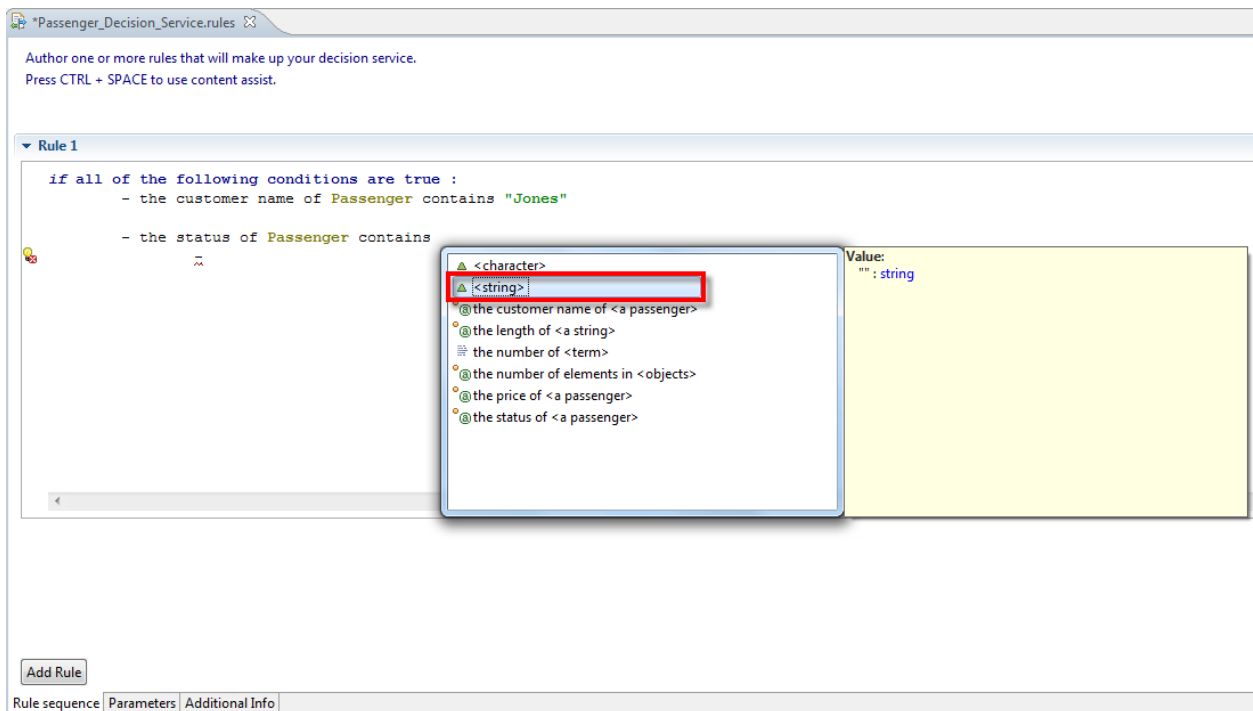 *Passenger_Decision_Service.rules
Author one or more rules that will make up your decision service.
Press CTRL + SPACE to use content assist.
Rule 1
if all of the following conditions are true :
- the customer name of Passenger contains "Jones"
- the status of Passenger contains
-
<character>
<string>
the customer name of <a passenger>
the length of <a string>
the number of <term>
the number of elements in <objects>
the price of <a passenger>
the status of <a passenger>
Value:
"" : string
Add Rule
Rule sequence Parameters Additional Info